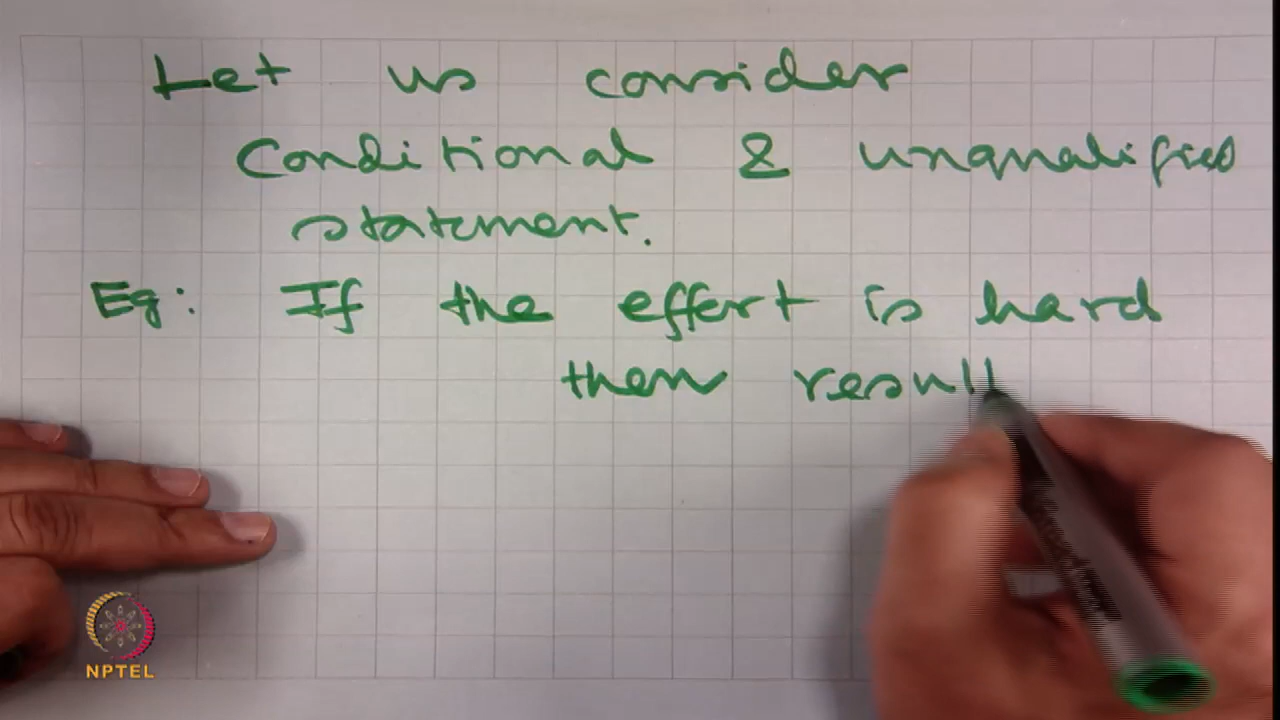 Let us consider
Conditional & unqualified
statement.
Eg: If the effort is hard
then result
NPTEL